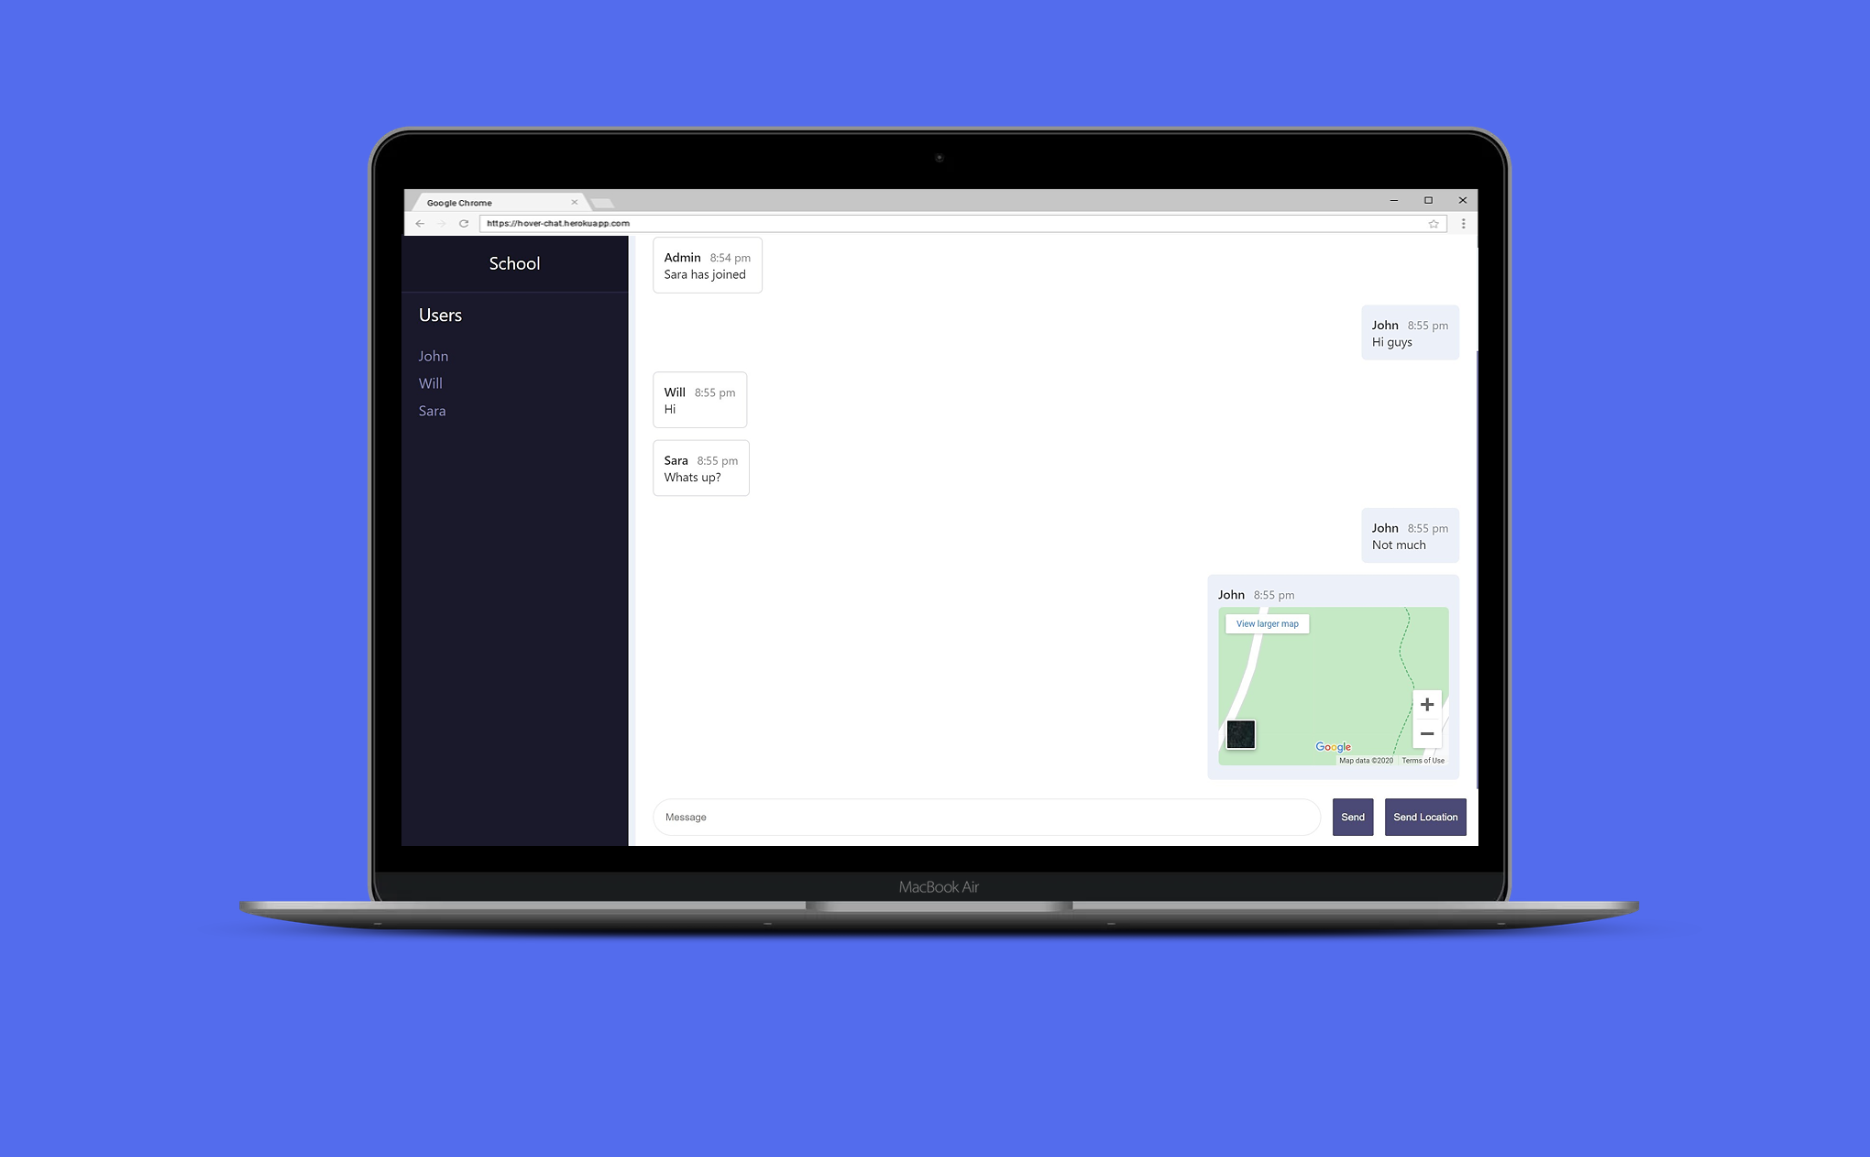 Google Chrome
https://hover-chat.herokuapp.com
School
Users
John
Will
Sara
Admin 8:54 pm
Sara has joined
John 8:55 pm
Hi guys
Will 8:55 pm
Hi
Sara 8:55 pm
Whats up?
John 8:55 pm
Not much
John 8:55 pm
View larger map
Google
Map data ©2020 Terms of Use
Message
Send
Send Location
MacBook Air